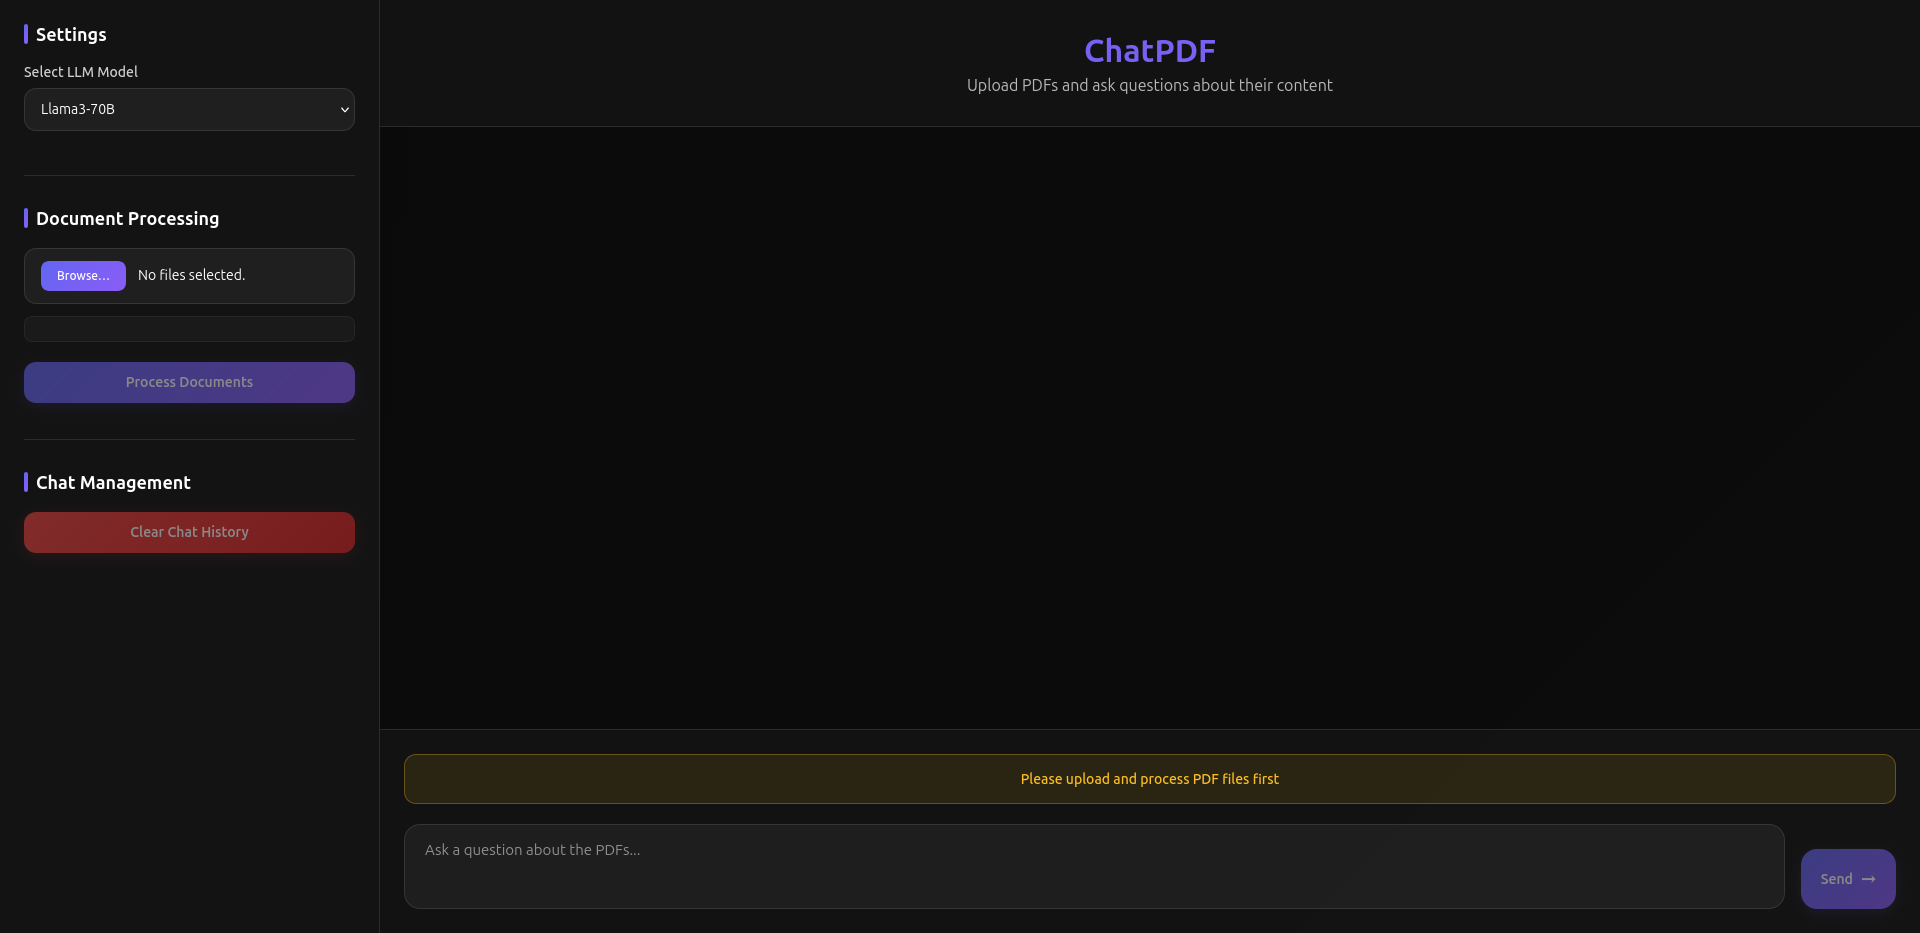 Settings
Select LLM Model
Llama3-70B
Document Processing
Browse... No files selected.
Process Documents
Chat Management
Clear Chat History
ChatPDF
Upload PDFs and ask questions about their content
Please upload and process PDF files first
Ask a question about the PDFs...
Send →